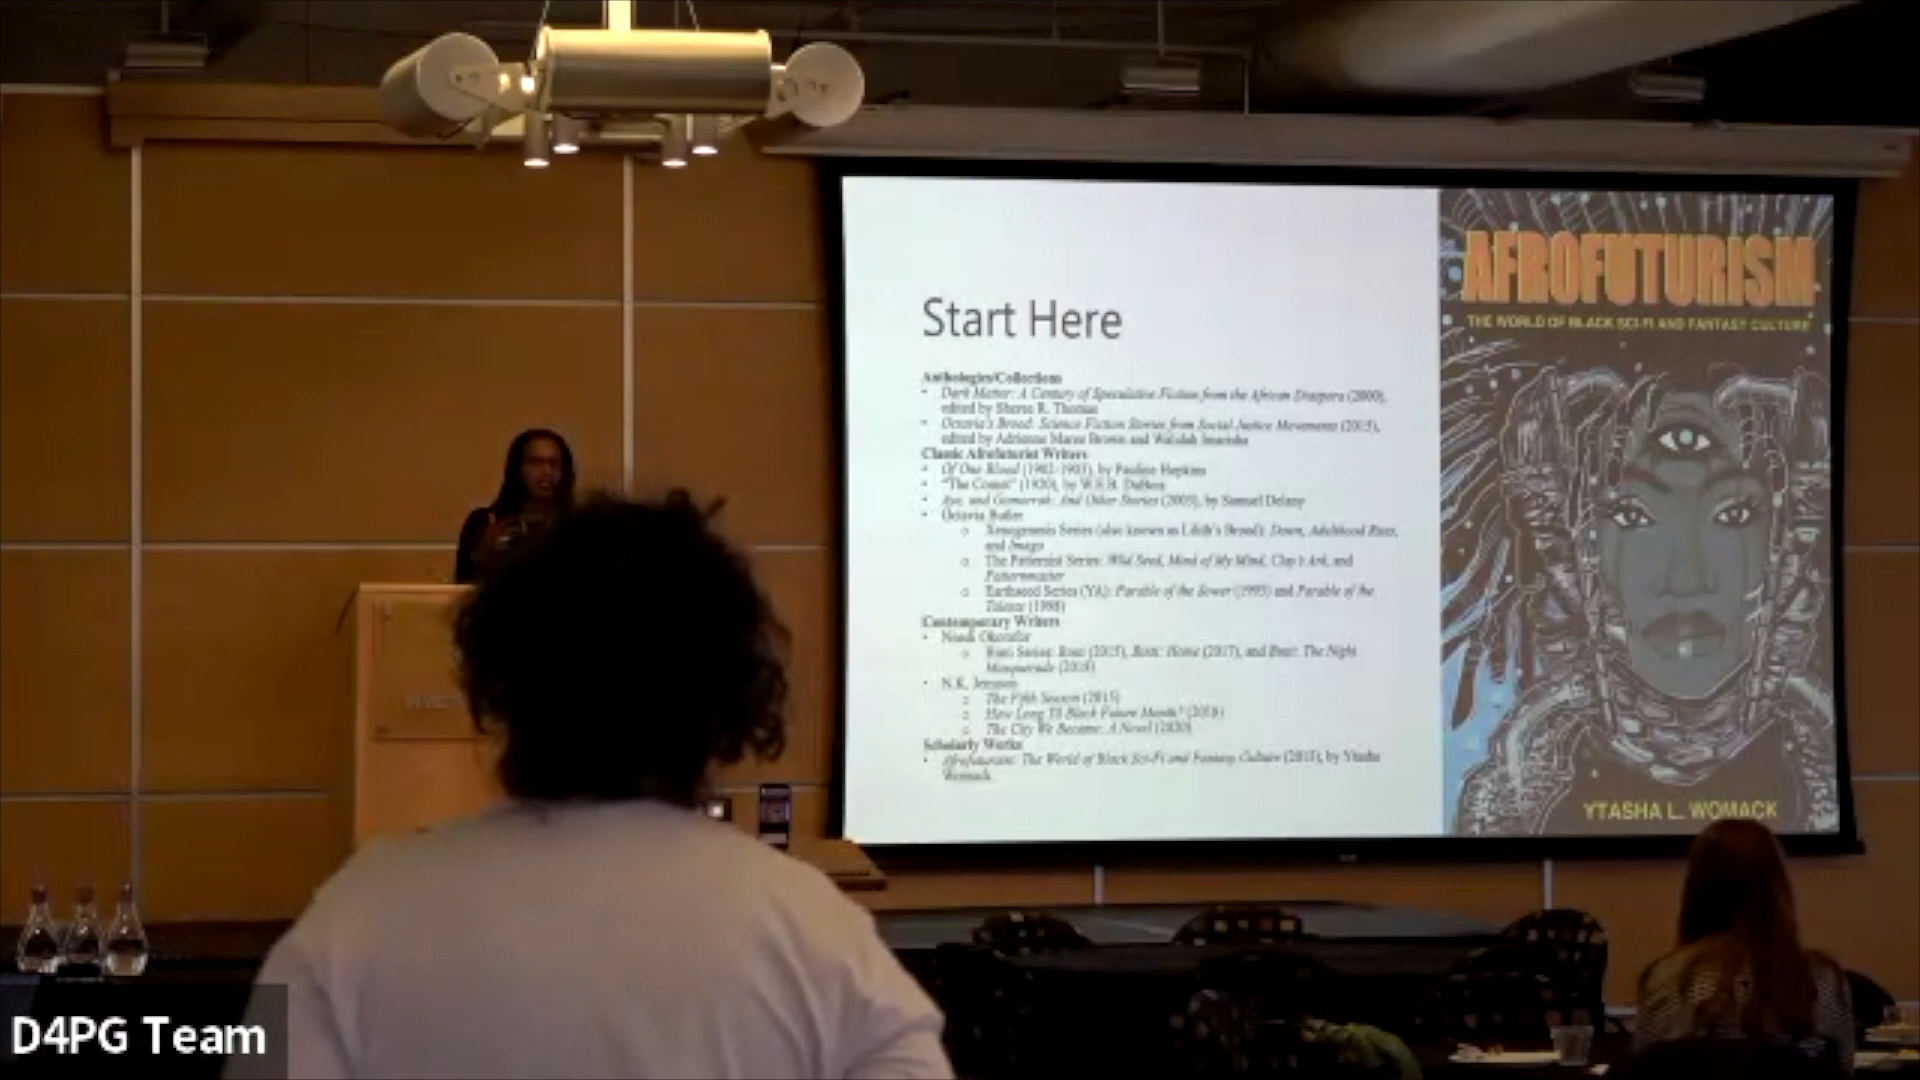 Start Here
Anthologies/Collections
Dark Matter: A Century of Speculative Fiction from the African Diaspora (2000),
edited by Sheree R. Thomas
Octavia's Brood: Science Fiction Stories from Social Justice Movements (2015),
edited by Adrienne Maree Brown and Walidah Imarisha
Classic Afrofuturist Writers
Of One Blood (1902-1903), by Pauline Hopkins
"The Comet" (1920), by W.E.B. DuBois
Aye, and Gomorrah: And Other Stories (2003), by Samuel Delany
Octavia Butler
Xenogenesis Series (also known as Lilith's Brood): Dawn, Adulthood Rites,
and Imago
The Patternist Series: Wild Seed, Mind of My Mind, Clay's Ark, and
Patternmaster
Earthseed Series (YA): Parable of the Sower (1993) and Parable of the
Talents (1998)
Contemporary Writers
Nnedi Okorafor
Binti Series: Binti (2015), Binti: Home (2017), and Binti: The Night
Masquerade (2018)
N.K. Jemisin
The Fifth Season (2015)
How Long 'Til Black Future Month? (2018)
The City We Became: A Novel (2020)
Scholarly Works
Afrofuturism: The World of Black Sci-Fi and Fantasy Culture (2013), by Ytasha
Womack
AFROFUTURISM
THE WORLD OF BLACK SCI-FI AND FANTASY CULTURE
YTASHA L. WOMACK
D4PG Team